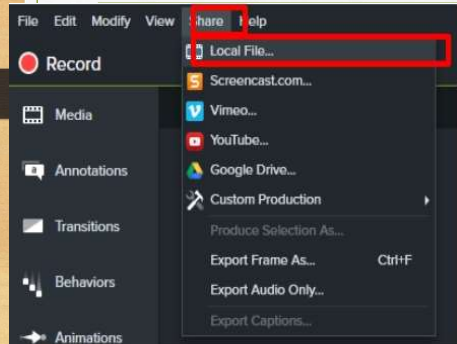 File Edit Modify View Share Help
Record
Media
Annotations
Transitions
Behaviors
Animations
Local File...
Screencast.com...
Vimeo...
YouTube...
Google Drive...
Custom Production
Produce Selection As...
Export Frame As... Ctrl+F
Export Audio Only...
Export Captions...